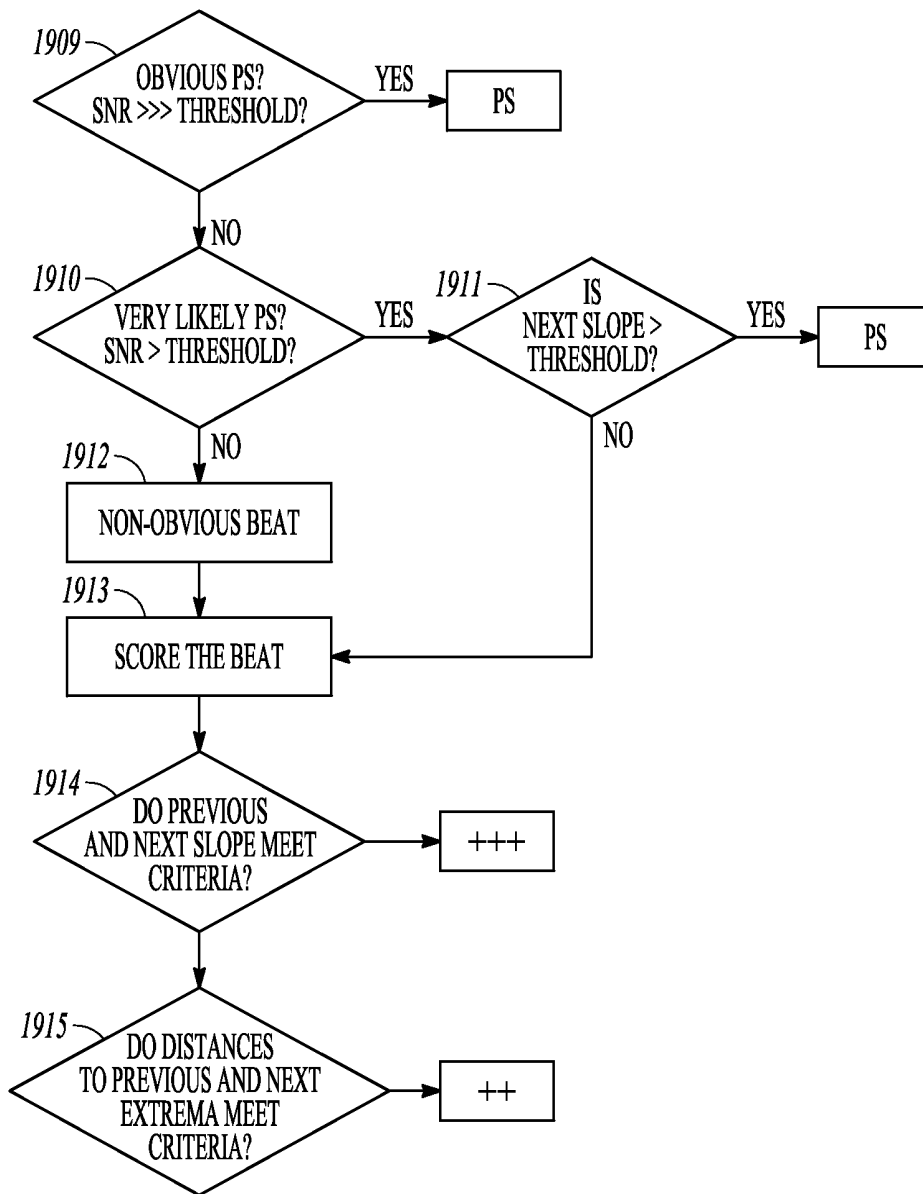 1909
OBVIOUS PS?
SNR >>> THRESHOLD?
YES
PS
NO
1910
VERY LIKELY PS?
SNR > THRESHOLD?
YES
1911
IS
NEXT SLOPE >
THRESHOLD?
YES
PS
NO
NO
1912
NON-OBVIOUS BEAT
1913
SCORE THE BEAT
1914
DO PREVIOUS
AND NEXT SLOPE MEET
CRITERIA?
+++
1915
DO DISTANCES
TO PREVIOUS AND NEXT
EXTREMA MEET
CRITERIA?
++